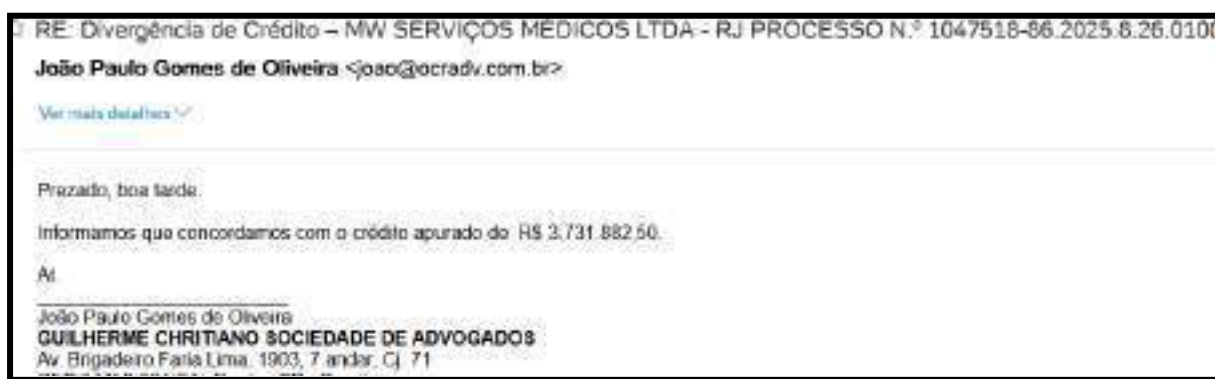 RE: Divergência de Crédito – MW SERVIÇOS MÉDICOS LTDA - RJ PROCESSO N.º 1047518-86.2025.8.26.0100
João Paulo Gomes de Oliveira <joao@ocradv.com.br>
Ver mais detalhes
Prezado, boa tarde.
Informamos que concordamos com o crédito apurado de R$ 3.731.882,50.
At.
João Paulo Gomes de Oliveira
GUILHERME CHRITIANO SOCIEDADE DE ADVOGADOS
Av. Brigadeiro Faria Lima, 1903, 7 andar, Cj. 71